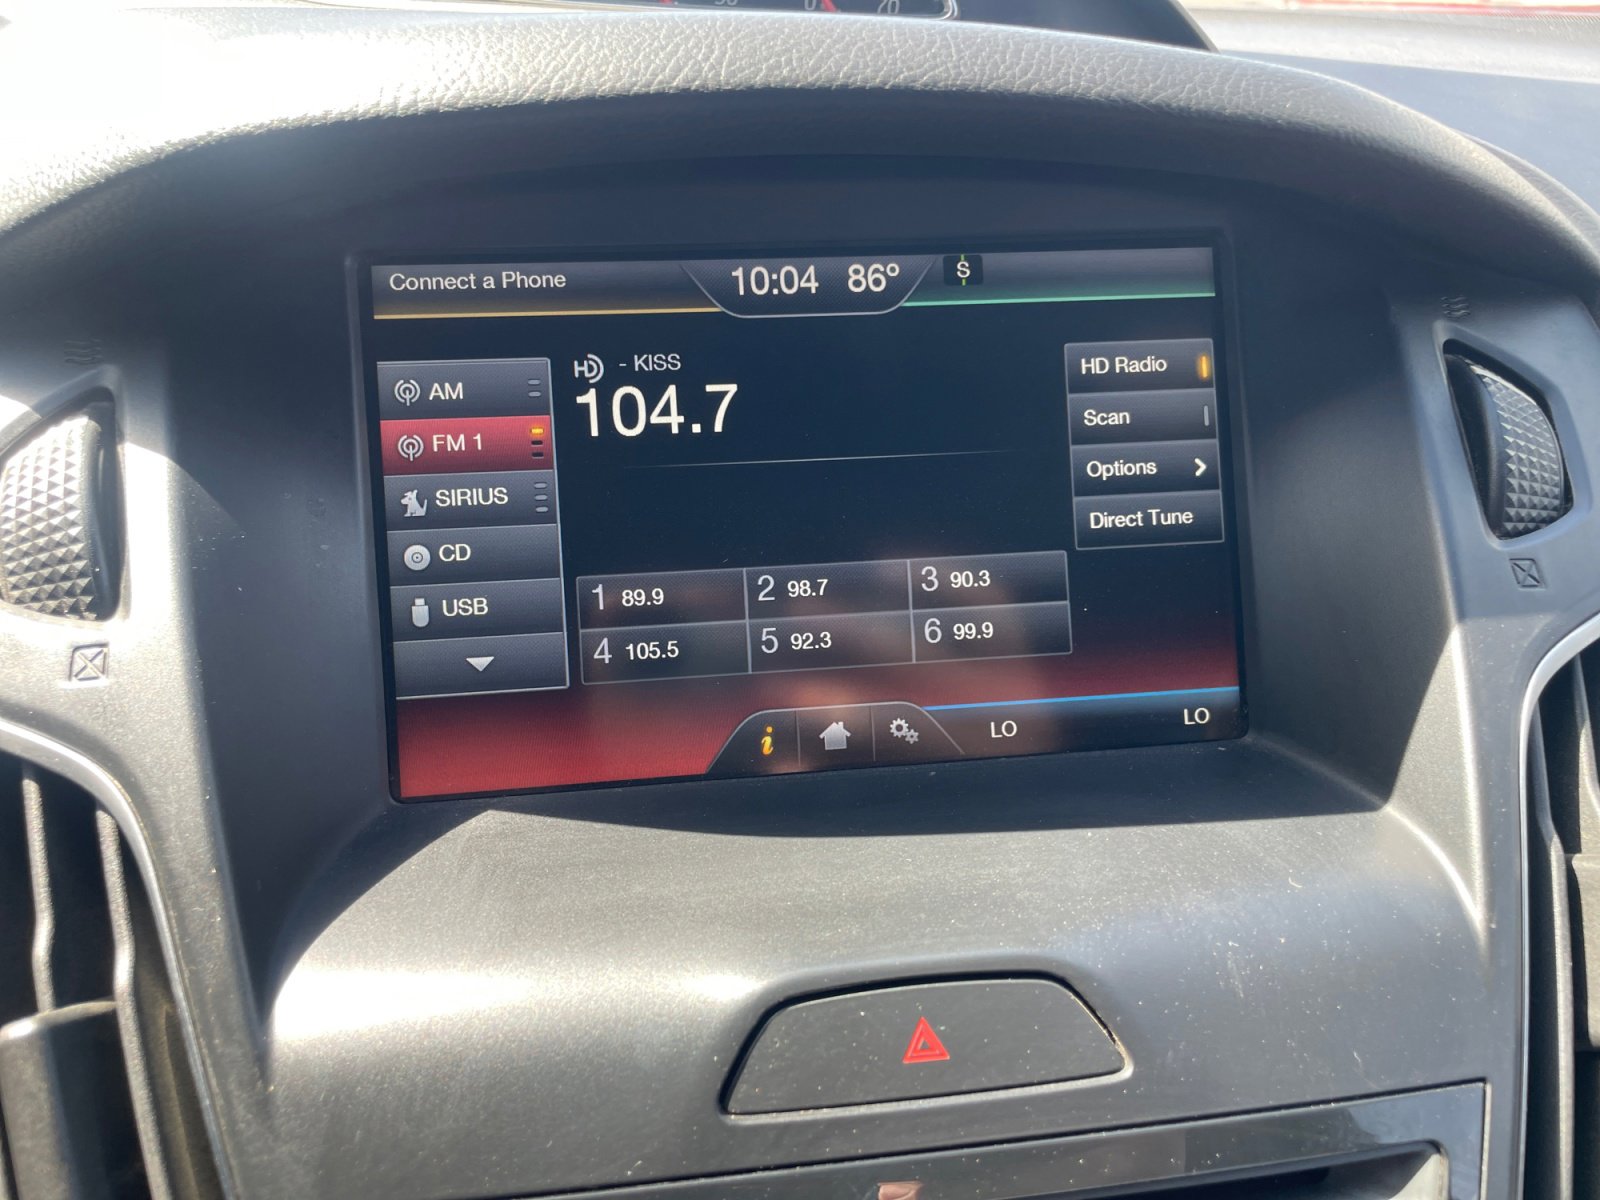 20
Connect a Phone
10:04 86° S
HD - KISS
104.7
AM
FM 1
SIRIUS
CD
USB
HD Radio
Scan
Options
Direct Tune
1 89.9 2 98.7 3 90.3
4 105.5 5 92.3 6 99.9
i LO LO